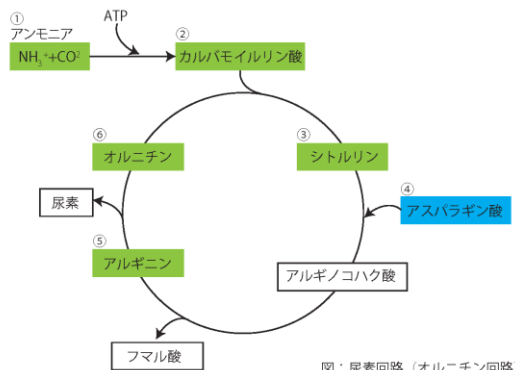 ①
アンモニア
NH₃⁺+CO²
ATP
②
カルバモイルリン酸
⑥
オルニチン
③
シトルリン
尿素
④
アスパラギン酸
⑤
アルギニン
アルギノコハク酸
フマル酸
図：尿素回路（オルニチン回路